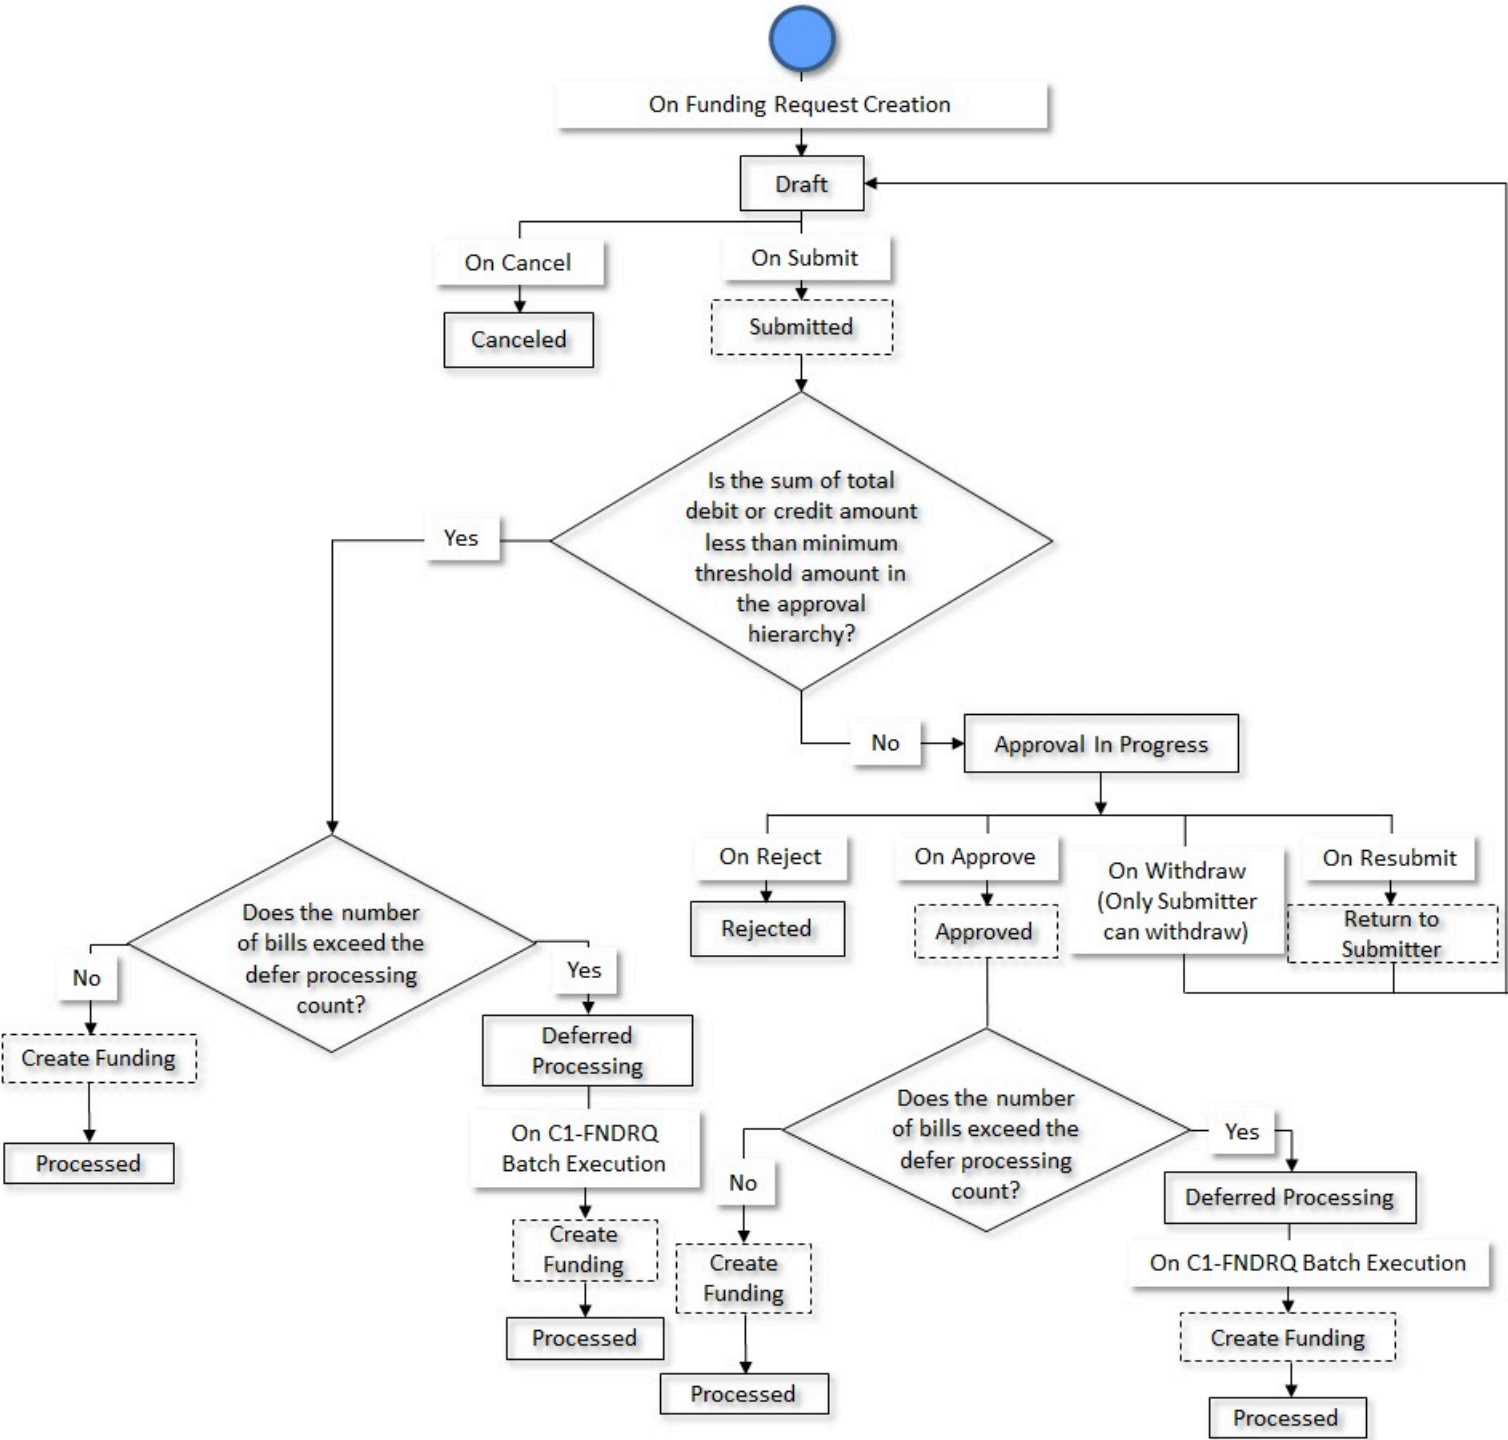 On Funding Request Creation
Draft
On Cancel
On Submit
Canceled
Submitted
Is the sum of total
debit or credit amount
less than minimum
threshold amount in
the approval
hierarchy?
Yes
No
Approval In Progress
On Reject
On Approve
On Withdraw
(Only Submitter
can withdraw)
On Resubmit
Rejected
Approved
Return to
Submitter
Does the number
of bills exceed the
defer processing
count?
No
Yes
Create Funding
Processed
Deferred
Processing
On C1-FNDRQ
Batch Execution
Create
Funding
Processed
Does the number
of bills exceed the
defer processing
count?
No
Yes
Create
Funding
Processed
Deferred Processing
On C1-FNDRQ Batch Execution
Create Funding
Processed